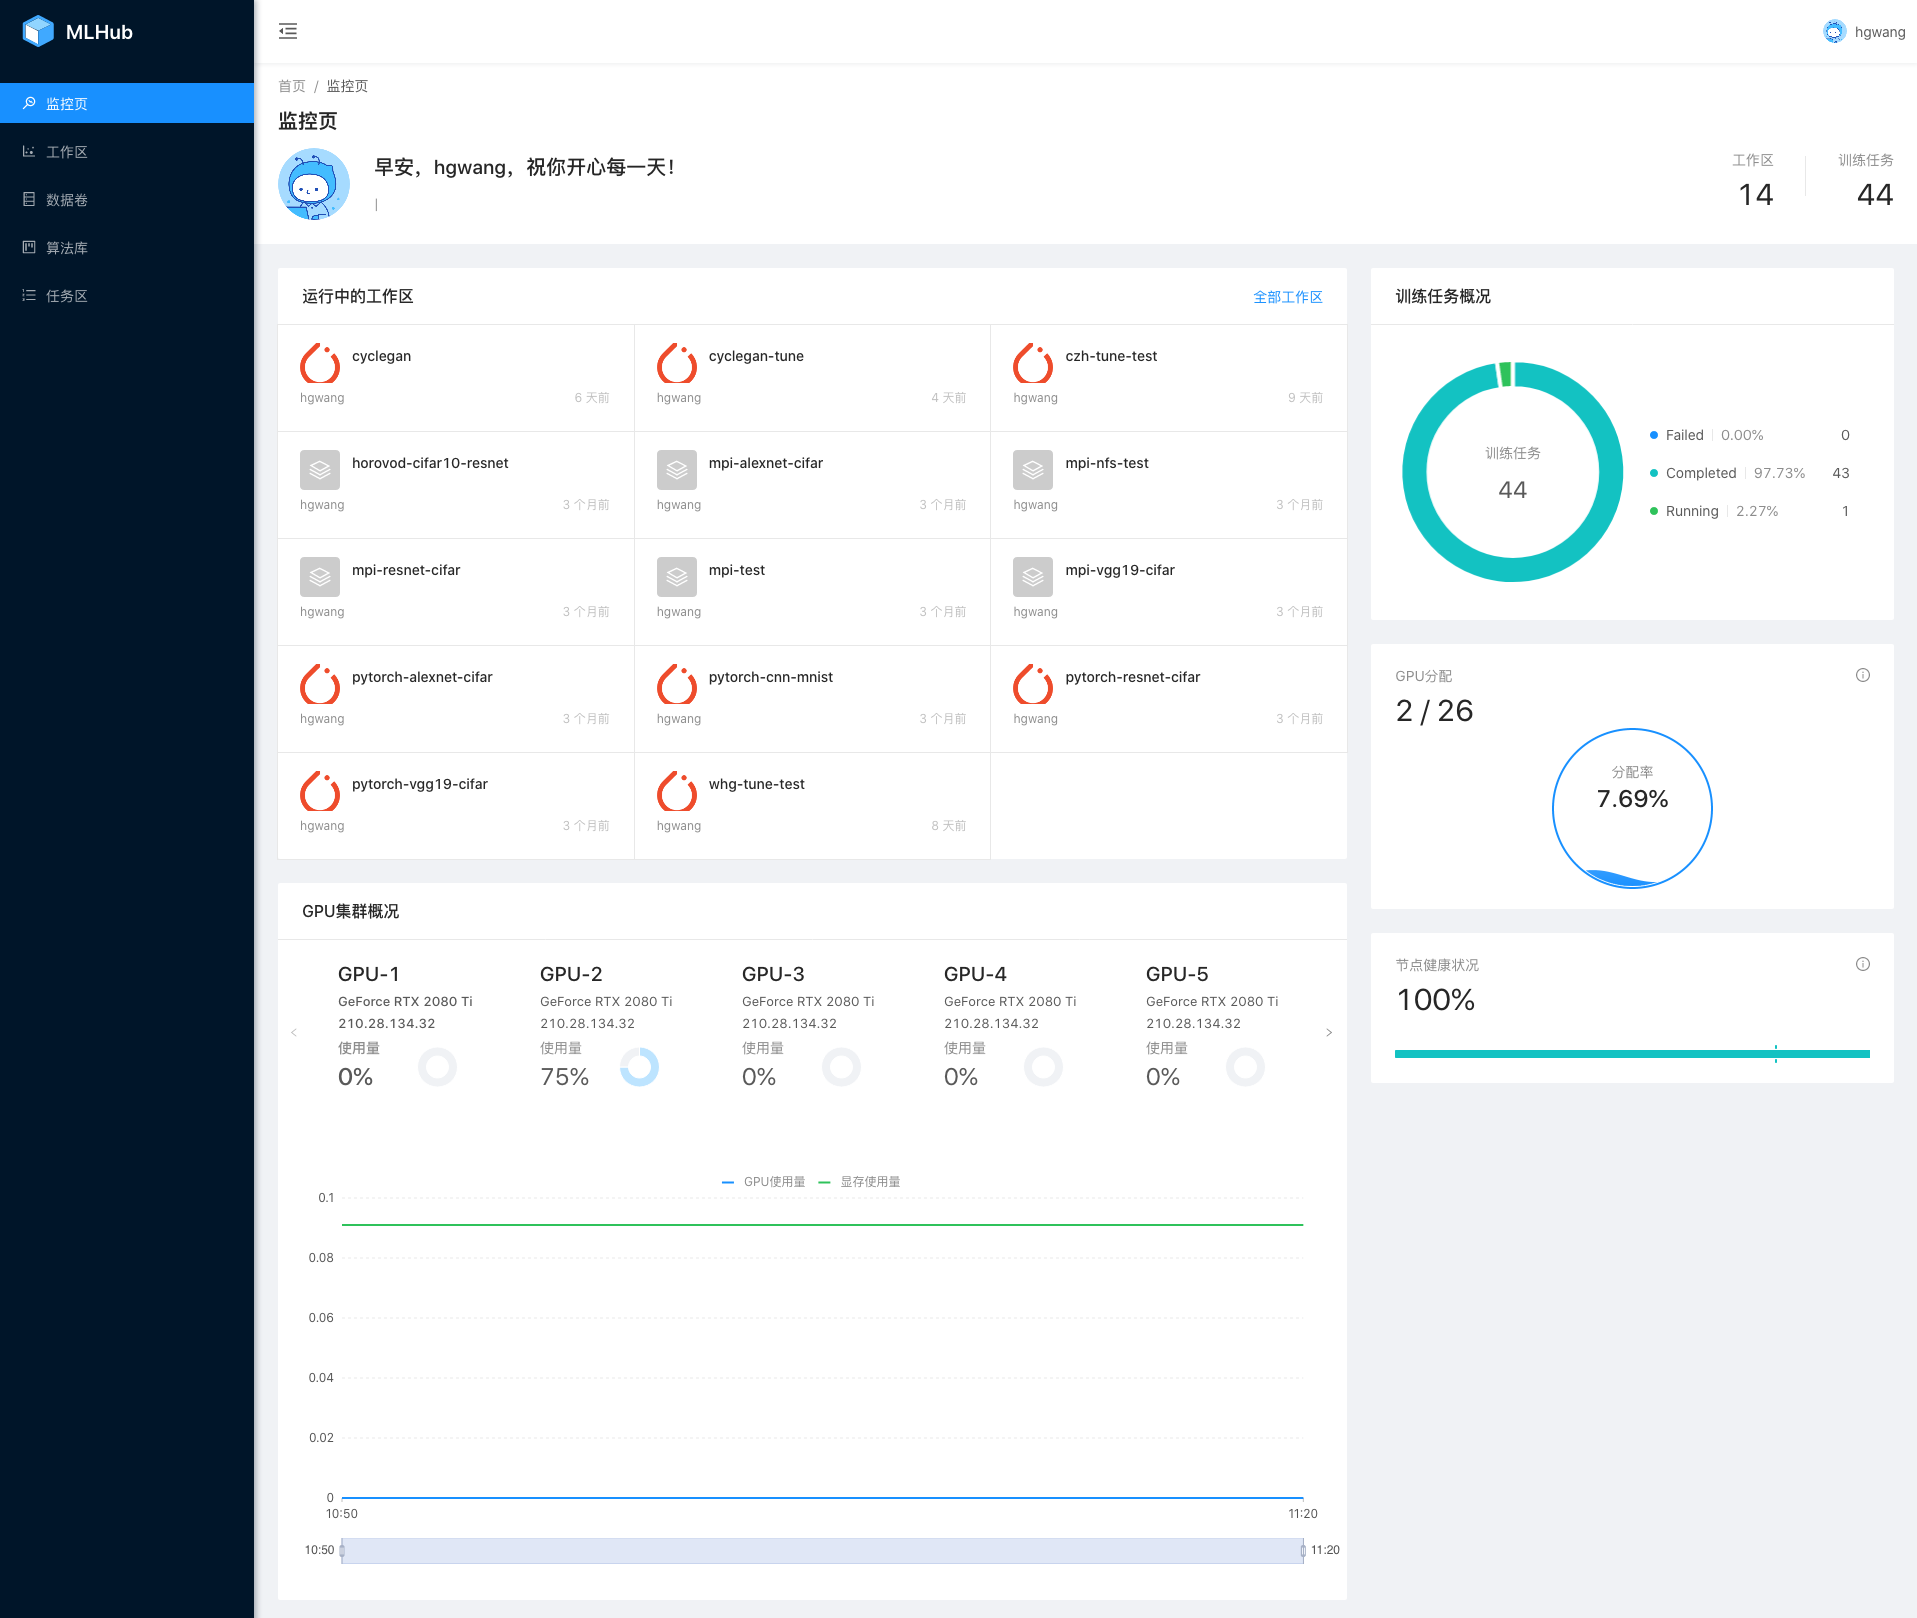 MLHub
hgwang
监控页
工作区
数据卷
算法库
任务区
首页 / 监控页
监控页
早安，hgwang，祝你开心每一天！
|
工作区
14
训练任务
44
运行中的工作区
全部工作区
cyclegan
hgwang
6 天前
cyclegan-tune
hgwang
4 天前
czh-tune-test
hgwang
9 天前
horovod-cifar10-resnet
hgwang
3 个月前
mpi-alexnet-cifar
hgwang
3 个月前
mpi-nfs-test
hgwang
3 个月前
mpi-resnet-cifar
hgwang
3 个月前
mpi-test
hgwang
3 个月前
mpi-vgg19-cifar
hgwang
3 个月前
pytorch-alexnet-cifar
hgwang
3 个月前
pytorch-cnn-mnist
hgwang
3 个月前
pytorch-resnet-cifar
hgwang
3 个月前
pytorch-vgg19-cifar
hgwang
3 个月前
whg-tune-test
hgwang
8 天前
训练任务概况
训练任务
44
Failed | 0.00% 0
Completed | 97.73% 43
Running | 2.27% 1
GPU分配
2 / 26
分配率
7.69%
节点健康状况
100%
GPU集群概况
GPU-1
GeForce RTX 2080 Ti
210.28.134.32
使用量
0%
GPU-2
GeForce RTX 2080 Ti
210.28.134.32
使用量
75%
GPU-3
GeForce RTX 2080 Ti
210.28.134.32
使用量
0%
GPU-4
GeForce RTX 2080 Ti
210.28.134.32
使用量
0%
GPU-5
GeForce RTX 2080 Ti
210.28.134.32
使用量
0%
GPU使用量 显存使用量
0.1
0.08
0.06
0.04
0.02
0
10:50 11:20
10:50 11:20